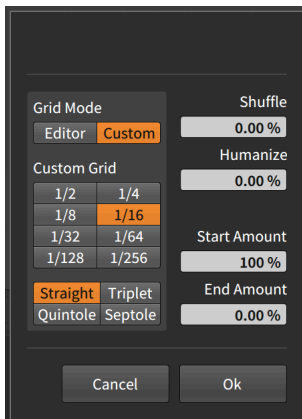 Grid Mode
Editor Custom
Custom Grid
1/2 1/4
1/8 1/16
1/32 1/64
1/128 1/256
Straight Triplet
Quintole Septole
Shuffle
0.00 %
Humanize
0.00 %
Start Amount
100 %
End Amount
0.00 %
Cancel Ok